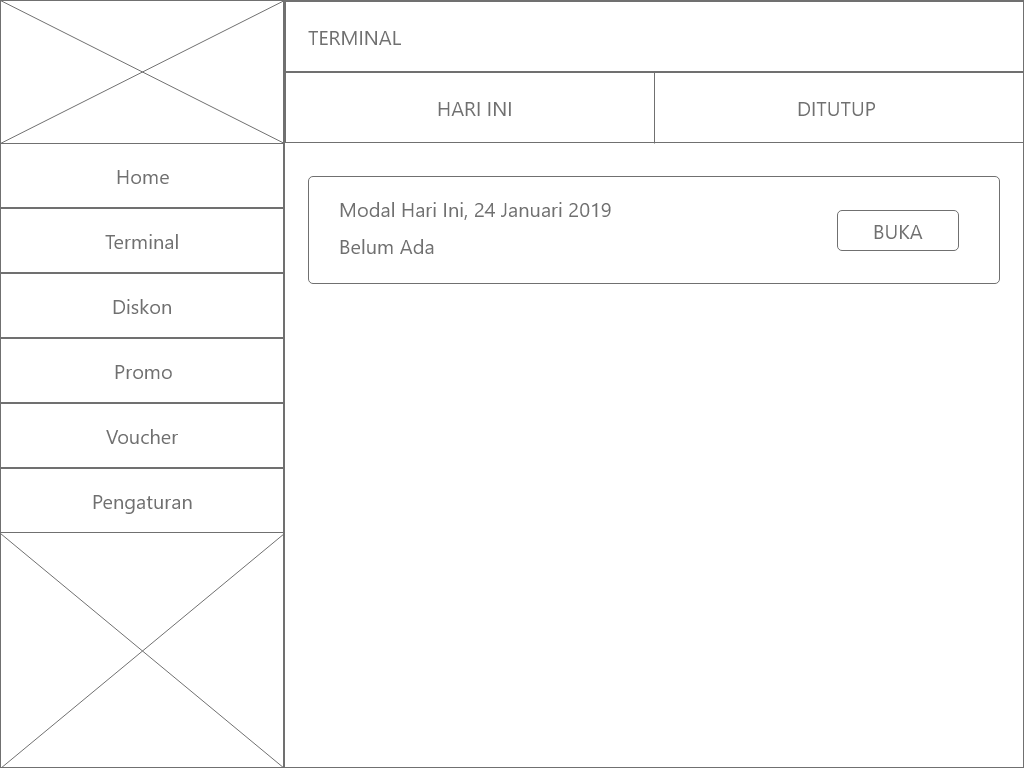 TERMINAL
HARI INI
DITUTUP
Home
Terminal
Diskon
Promo
Voucher
Pengaturan
Modal Hari Ini, 24 Januari 2019
Belum Ada
BUKA